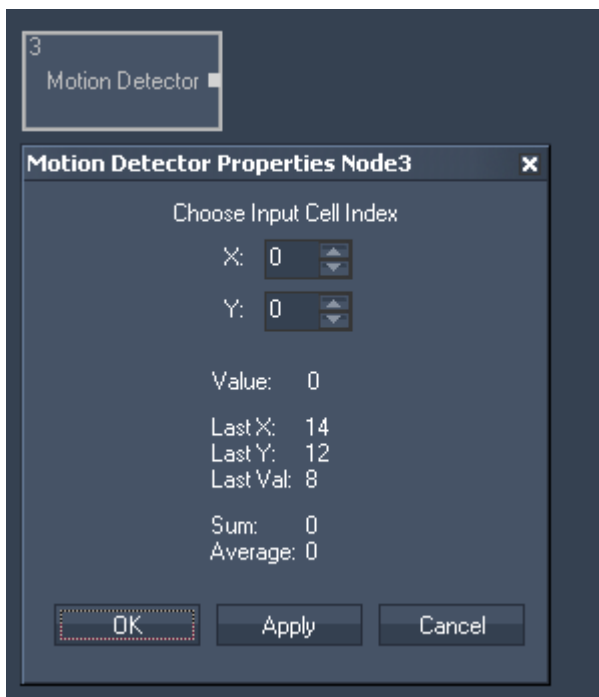 3
Motion Detector
Motion Detector Properties Node3
Choose Input Cell Index
X: 0
Y: 0
Value: 0
Last X: 14
Last Y: 12
Last Val: 8
Sum: 0
Average: 0
OK Apply Cancel